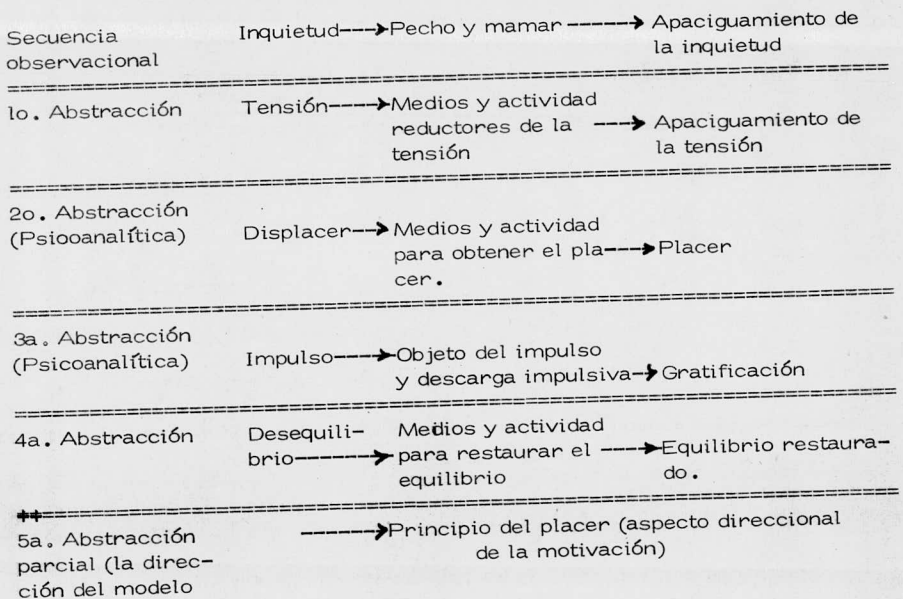 Secuencia observacional Inquietud---->Pecho y mamar ------> Apaciguamiento de la inquietud
================================================
1o. Abstracción Tensión----->Medios y actividad reductores de la tensión ----> Apaciguamiento de la tensión
================================================
2o. Abstracción (Psiooanalítica) Displacer--->Medios y actividad para obtener el pla---->Placer cer.
================================================
3a. Abstracción (Psicoanalítica) Impulso----->Objeto del impulso y descarga impulsiva-->Gratificación
================================================
4a. Abstracción Desequili-brio-------->Medios y actividad para restaurar el equilibrio ----->Equilibrio restaura-do.
================================================
++
5a. Abstracción parcial (la direc-ción del modelo ------->Principio del placer (aspecto direccional de la motivación)